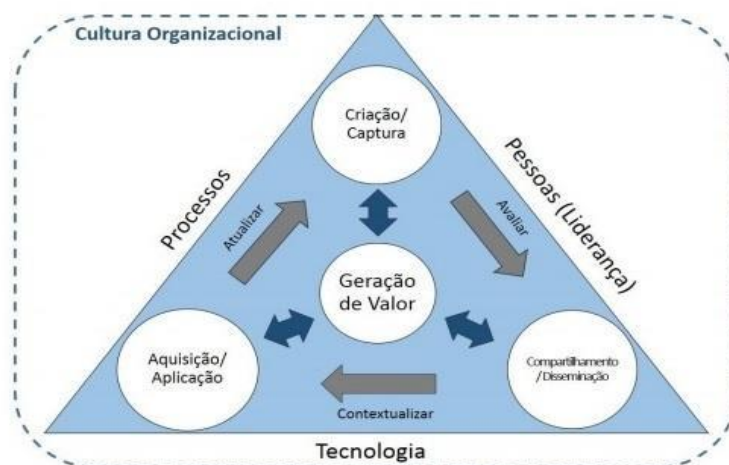 Cultura Organizacional
Criação/
Captura
Processos
Pessoas (Liderança)
Atualizar
Avaliar
Geração
de Valor
Aquisição/
Aplicação
Compartilhamento
/Disseminação
Contextualizar
Tecnologia